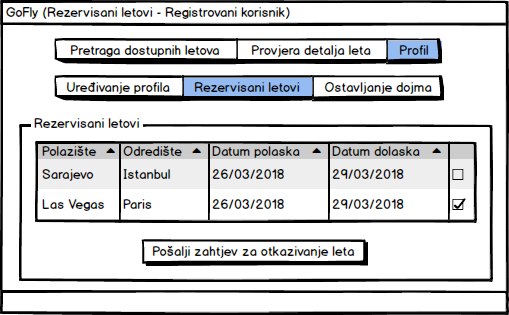 GoFly (Rezervisani letovi - Registrovani korisnik)
Pretraga dostupnih letova Provjera detalja leta Profil
Uređivanje profila Rezervisani letovi Ostavljanje dojma
Rezervisani letovi
Polazište Odredište Datum polaska Datum dolaska
Sarajevo Istanbul 26/03/2018 29/03/2018
Las Vegas Paris 26/03/2018 29/03/2018
Pošalji zahtjev za otkazivanje leta